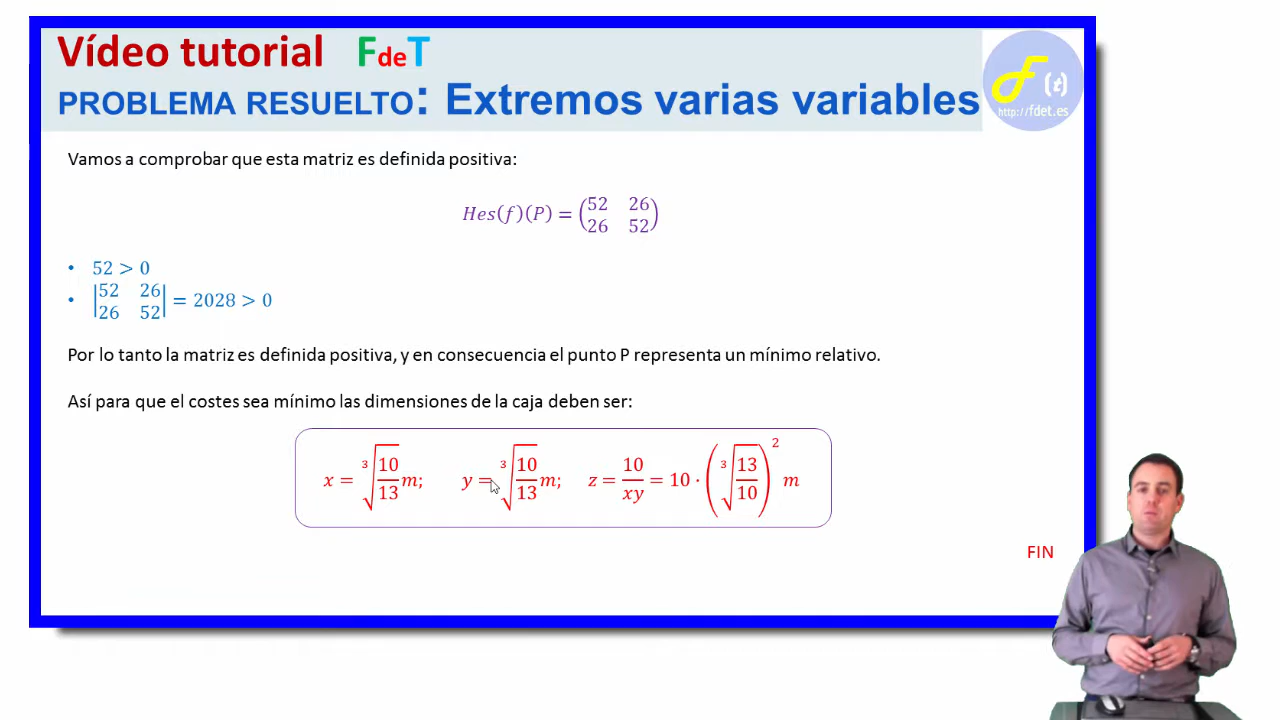 Vídeo tutorial FdeT
PROBLEMA RESUELTO: Extremos varias variables
F(t)
http://fdet.es
Vamos a comprobar que esta matriz es definida positiva:
Hes(f)(P) = (52 26
26 52)
• 52 > 0
• |52 26
26 52| = 2028 > 0
Por lo tanto la matriz es definida positiva, y en consecuencia el punto P representa un mínimo relativo.
Así para que el costes sea mínimo las dimensiones de la caja deben ser:
x = ∛(10/13) m; y = ∛(10/13) m; z = 10/xy = 10 · (∛(13/10))² m
FIN